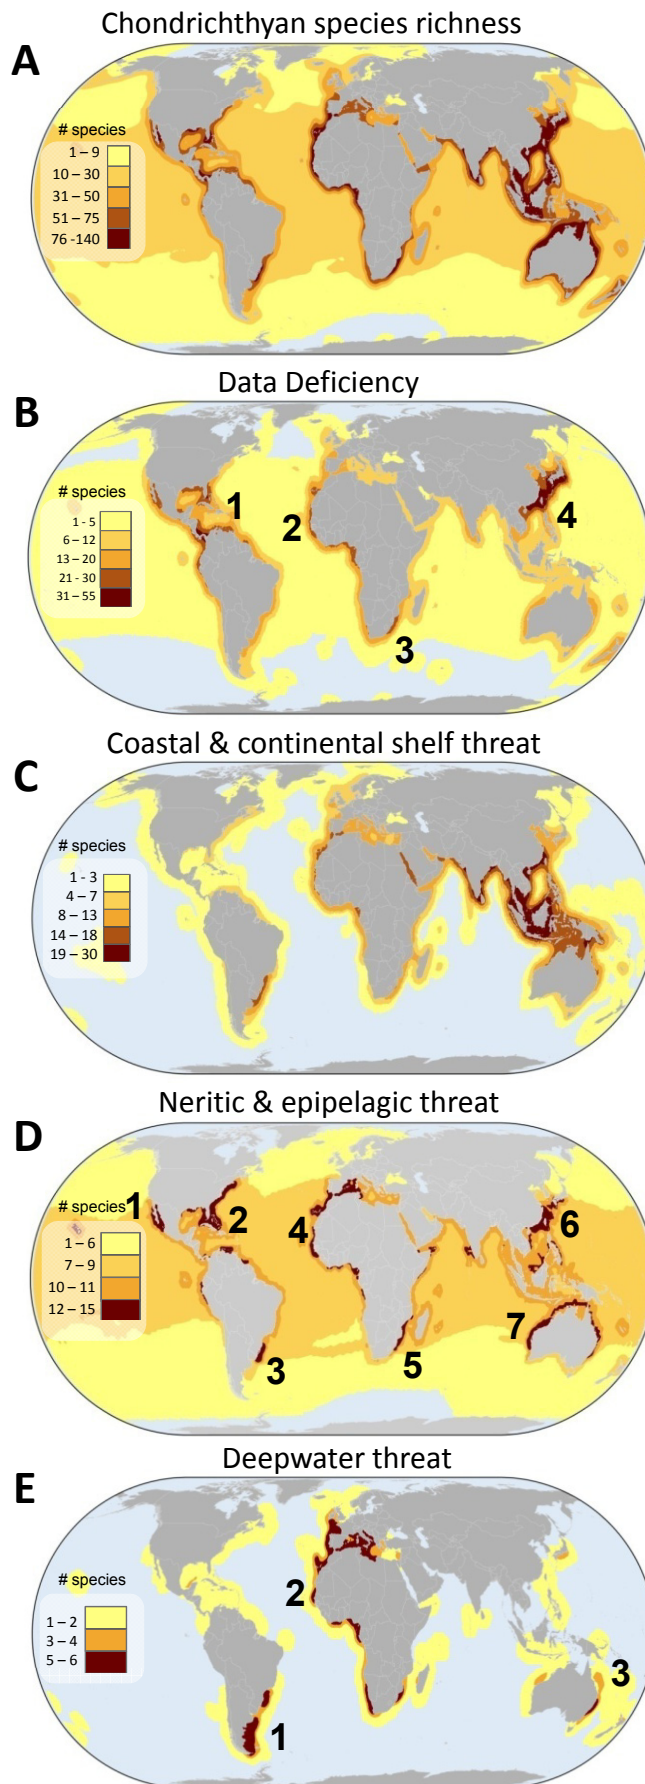 Chondrichthyan species richness
A
# species
1 – 9
10 – 30
31 – 50
51 – 75
76 -140
Data Deficiency
B
# species
1 - 5
6 – 12
13 – 20
21 - 30
31 – 55
1
2
3
4
Coastal & continental shelf threat
C
# species
1 - 3
4 – 7
8 – 13
14 – 18
19 – 30
Neritic & epipelagic threat
D
# species
1 – 6
7 – 9
10 – 11
12 – 15
1
2
3
4
5
6
7
Deepwater threat
E
# species
1 – 2
3 – 4
5 – 6
1
2
3